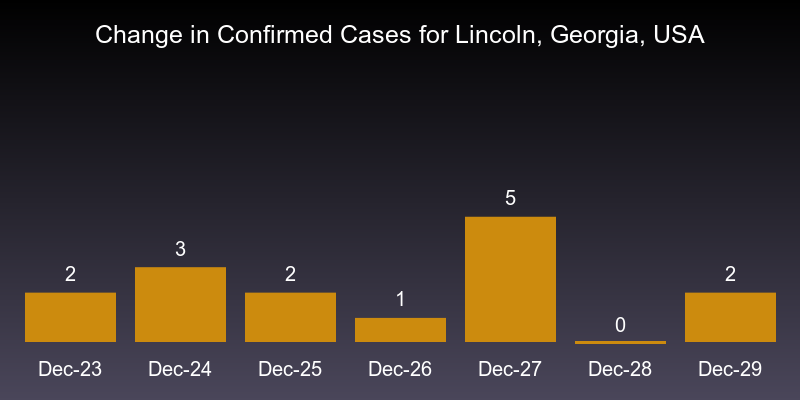 Change in Confirmed Cases for Lincoln, Georgia, USA
5
3
2 2 2
1
0
Dec-23 Dec-24 Dec-25 Dec-26 Dec-27 Dec-28 Dec-29